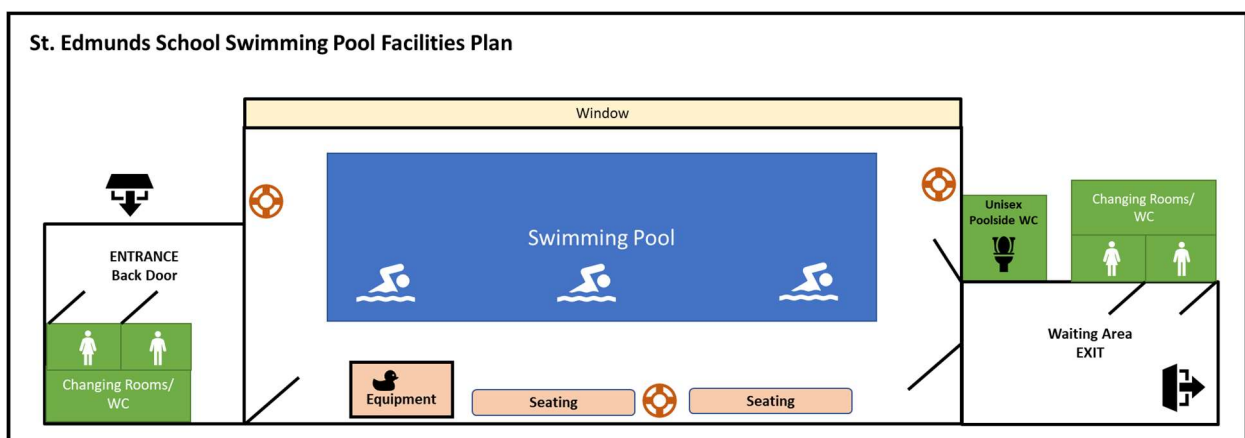 St. Edmunds School Swimming Pool Facilities Plan
Window
Swimming Pool
ENTRANCE
Back Door
Changing Rooms/
WC
Equipment
Seating
Seating
Unisex
Poolside WC
Changing Rooms/
WC
Waiting Area
EXIT